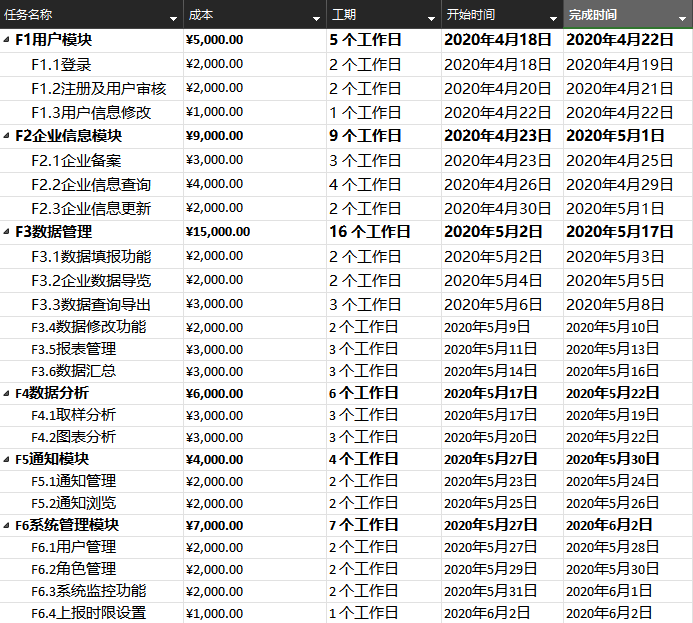 任务名称 成本 工期 开始时间 完成时间
F1用户模块 ¥5,000.00 5 个工作日 2020年4月18日 2020年4月22日
F1.1登录 ¥2,000.00 2 个工作日 2020年4月18日 2020年4月19日
F1.2注册及用户审核 ¥2,000.00 2 个工作日 2020年4月20日 2020年4月21日
F1.3用户信息修改 ¥1,000.00 1 个工作日 2020年4月22日 2020年4月22日
F2企业信息模块 ¥9,000.00 9 个工作日 2020年4月23日 2020年5月1日
F2.1企业备案 ¥3,000.00 3 个工作日 2020年4月23日 2020年4月25日
F2.2企业信息查询 ¥4,000.00 4 个工作日 2020年4月26日 2020年4月29日
F2.3企业信息更新 ¥2,000.00 2 个工作日 2020年4月30日 2020年5月1日
F3数据管理 ¥15,000.00 16 个工作日 2020年5月2日 2020年5月17日
F3.1数据填报功能 ¥2,000.00 2 个工作日 2020年5月2日 2020年5月3日
F3.2企业数据导览 ¥2,000.00 2 个工作日 2020年5月4日 2020年5月5日
F3.3数据查询导出 ¥3,000.00 3 个工作日 2020年5月6日 2020年5月8日
F3.4数据修改功能 ¥2,000.00 2 个工作日 2020年5月9日 2020年5月10日
F3.5报表管理 ¥3,000.00 3 个工作日 2020年5月11日 2020年5月13日
F3.6数据汇总 ¥3,000.00 3 个工作日 2020年5月14日 2020年5月16日
F4数据分析 ¥6,000.00 6 个工作日 2020年5月17日 2020年5月22日
F4.1取样分析 ¥3,000.00 3 个工作日 2020年5月17日 2020年5月19日
F4.2图表分析 ¥3,000.00 3 个工作日 2020年5月20日 2020年5月22日
F5通知模块 ¥4,000.00 4 个工作日 2020年5月27日 2020年5月30日
F5.1通知管理 ¥2,000.00 2 个工作日 2020年5月23日 2020年5月24日
F5.2通知浏览 ¥2,000.00 2 个工作日 2020年5月25日 2020年5月26日
F6系统管理模块 ¥7,000.00 7 个工作日 2020年5月27日 2020年6月2日
F6.1用户管理 ¥2,000.00 2 个工作日 2020年5月27日 2020年5月28日
F6.2角色管理 ¥2,000.00 2 个工作日 2020年5月29日 2020年5月30日
F6.3系统监控功能 ¥2,000.00 2 个工作日 2020年5月31日 2020年6月1日
F6.4上报时限设置 ¥1,000.00 1 个工作日 2020年6月2日 2020年6月2日